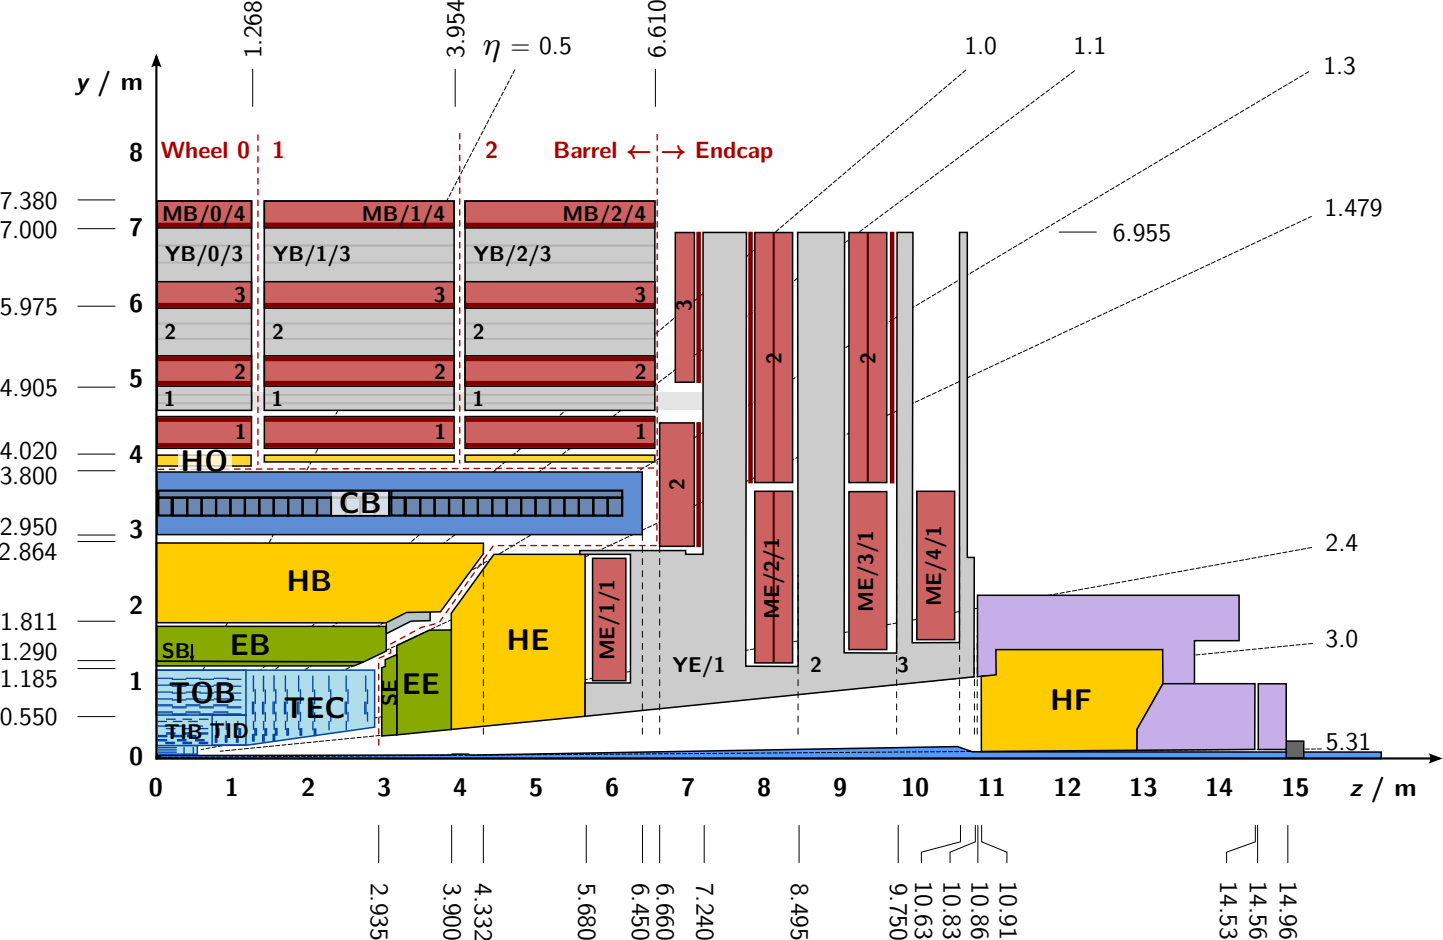 1.268
3.954
6.610
η = 0.5
1.0
1.1
1.3
y / m
8
Wheel 0
1
2
Barrel ← → Endcap
7.380
7.000
7
MB/0/4
MB/1/4
MB/2/4
1.479
6.955
YB/0/3
YB/1/3
YB/2/3
5.975
6
3
3
3
3
2
2
2
2
2
4.905
5
2
2
2
1
1
1
4.020
4
1
1
1
HO
3.800
CB
2
2.950
3
2.864
2.4
HB
ME/1/1
ME/2/1
ME/3/1
ME/4/1
2
1.811
EB
HE
3.0
1.290
SB
1.185
1
TOB
TEC
SE
EE
YE/1
2
3
HF
0.550
TIB
TID
5.31
0
0 1 2 3 4 5 6 7 8 9 10 11 12 13 14 15 z / m
2.935
3.900
4.332
5.680
6.450
6.660
7.240
8.495
9.750
10.63
10.83
10.86
10.91
14.53
14.56
14.96